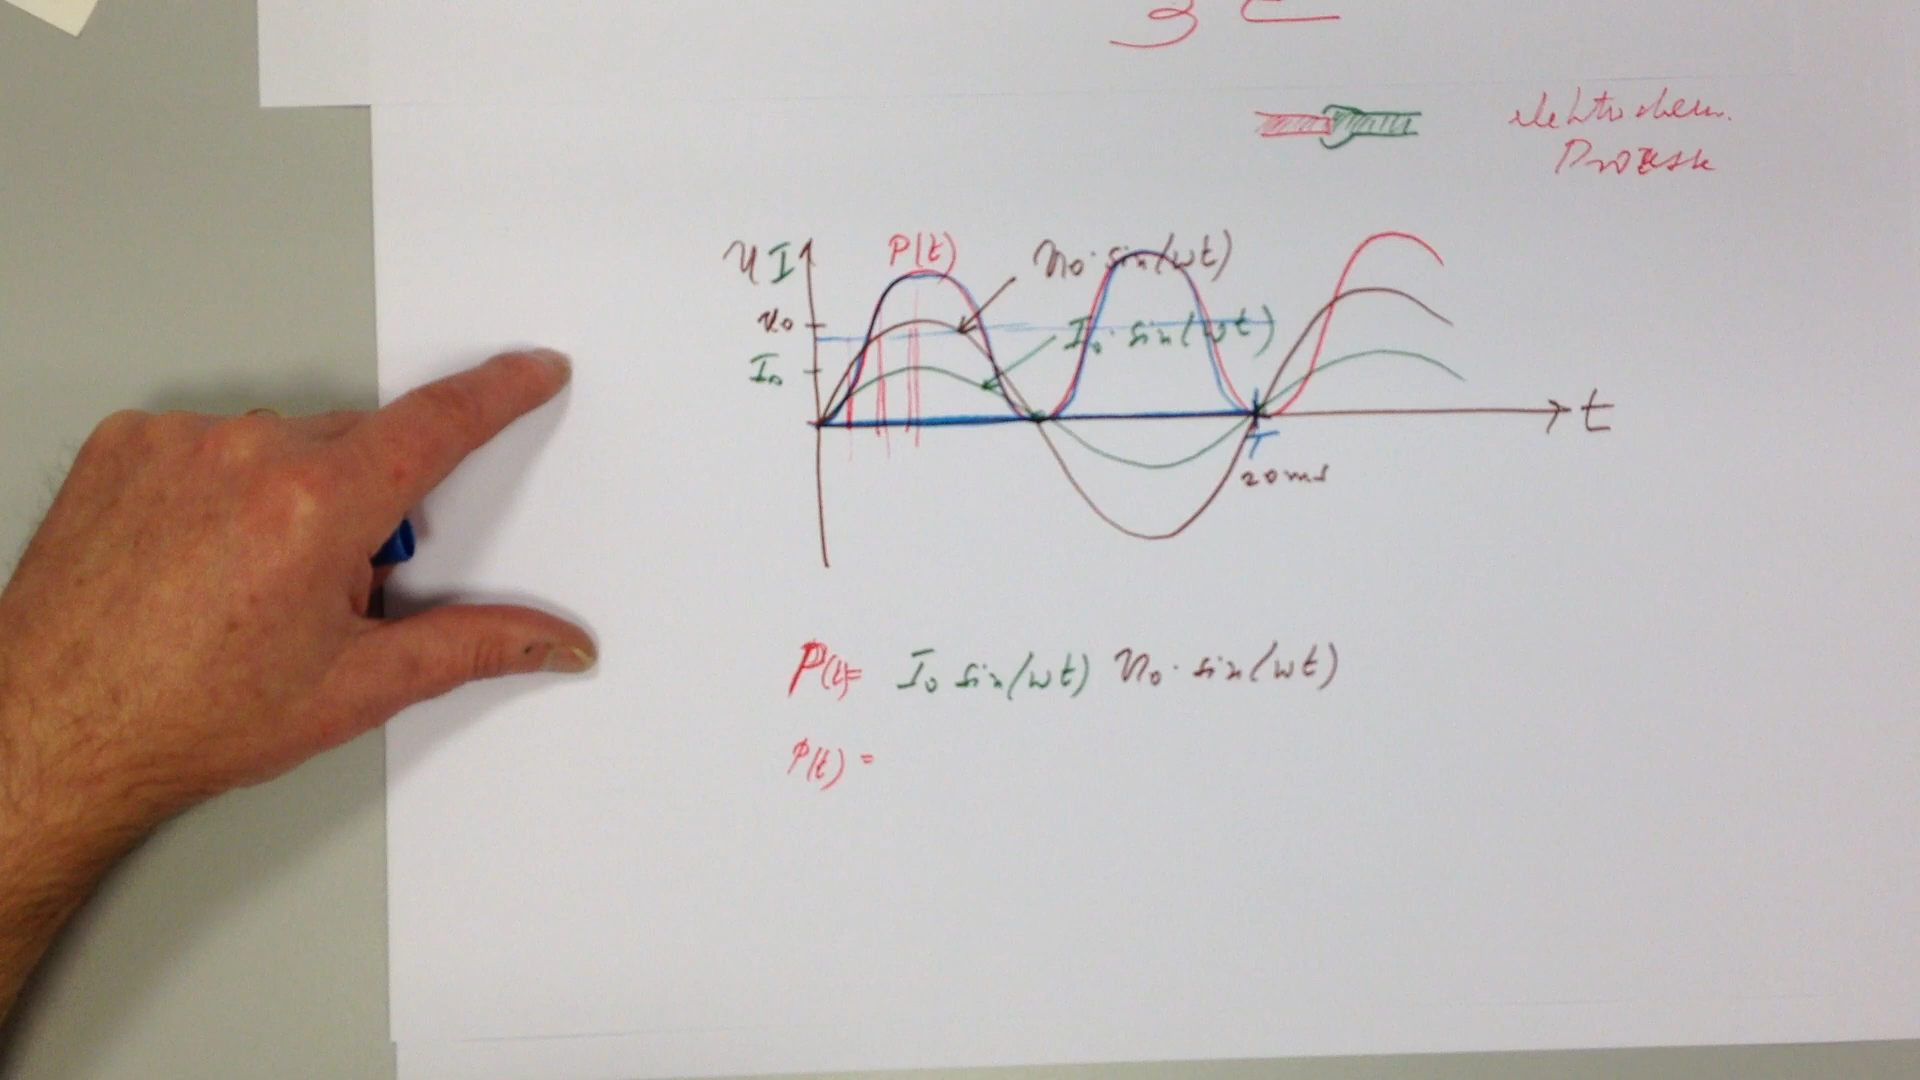 elektrochem.
Prozesse
U I
P(t)
U0 · sin(ωt)
U0
I0 · sin(ωt)
I0
t
T
20ms
P(t)= I0 sin(ωt) U0 · sin(ωt)
P(t) =